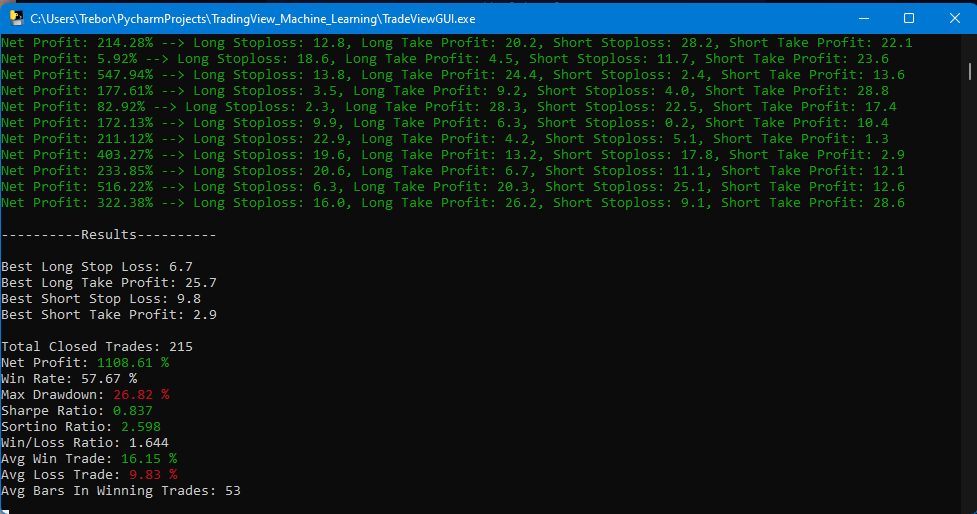 C:\Users\Trebor\PycharmProjects\TradingView_Machine_Learning\TradeViewGUI.exe
Net Profit: 214.28% --> Long Stoploss: 12.8, Long Take Profit: 20.2, Short Stoploss: 28.2, Short Take Profit: 22.1
Net Profit: 5.92% --> Long Stoploss: 18.6, Long Take Profit: 4.5, Short Stoploss: 11.7, Short Take Profit: 23.6
Net Profit: 547.94% --> Long Stoploss: 13.8, Long Take Profit: 24.4, Short Stoploss: 2.4, Short Take Profit: 13.6
Net Profit: 177.61% --> Long Stoploss: 3.5, Long Take Profit: 9.2, Short Stoploss: 4.0, Short Take Profit: 28.8
Net Profit: 82.92% --> Long Stoploss: 2.3, Long Take Profit: 28.3, Short Stoploss: 22.5, Short Take Profit: 17.4
Net Profit: 172.13% --> Long Stoploss: 9.9, Long Take Profit: 6.3, Short Stoploss: 0.2, Short Take Profit: 10.4
Net Profit: 211.12% --> Long Stoploss: 22.9, Long Take Profit: 4.2, Short Stoploss: 5.1, Short Take Profit: 1.3
Net Profit: 403.27% --> Long Stoploss: 19.6, Long Take Profit: 13.2, Short Stoploss: 17.8, Short Take Profit: 2.9
Net Profit: 233.85% --> Long Stoploss: 20.6, Long Take Profit: 6.7, Short Stoploss: 11.1, Short Take Profit: 12.1
Net Profit: 516.22% --> Long Stoploss: 6.3, Long Take Profit: 20.3, Short Stoploss: 25.1, Short Take Profit: 12.6
Net Profit: 322.38% --> Long Stoploss: 16.0, Long Take Profit: 26.2, Short Stoploss: 9.1, Short Take Profit: 28.6
----------Results----------
Best Long Stop Loss: 6.7
Best Long Take Profit: 25.7
Best Short Stop Loss: 9.8
Best Short Take Profit: 2.9
Total Closed Trades: 215
Net Profit: 1108.61 %
Win Rate: 57.67 %
Max Drawdown: 26.82 %
Sharpe Ratio: 0.837
Sortino Ratio: 2.598
Win/Loss Ratio: 1.644
Avg Win Trade: 16.15 %
Avg Loss Trade: 9.83 %
Avg Bars In Winning Trades: 53